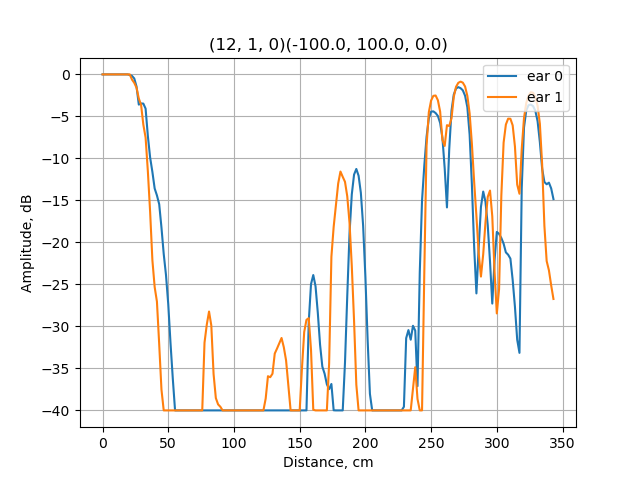 (12, 1, 0)(-100.0, 100.0, 0.0)
ear 0
ear 1
Amplitude, dB
0
−5
−10
−15
−20
−25
−30
−35
−40
0 50 100 150 200 250 300 350
Distance, cm